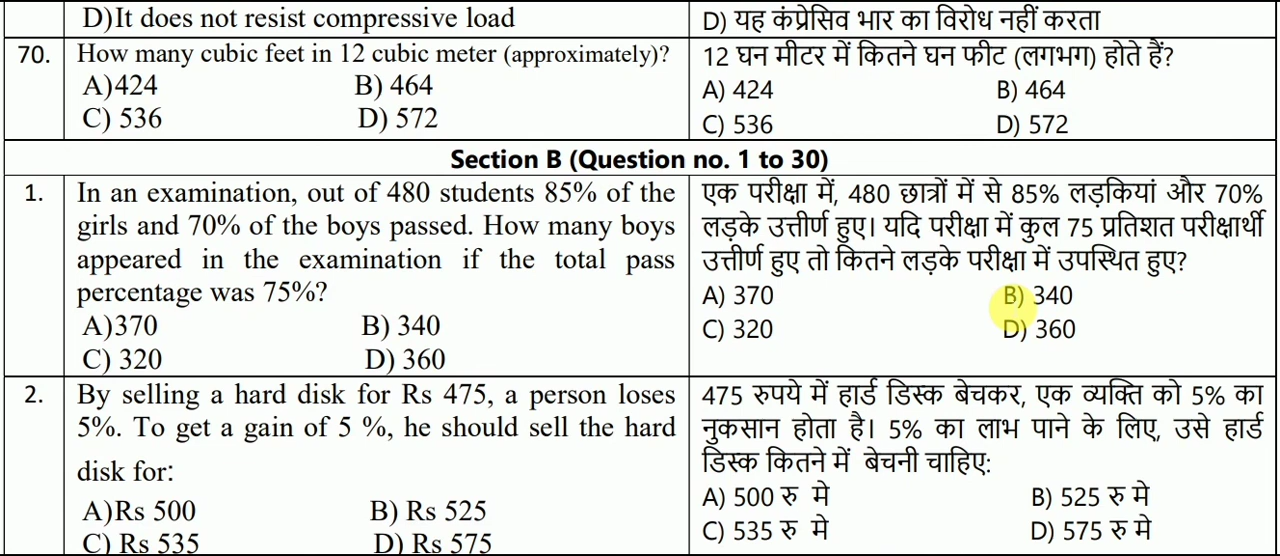 D)It does not resist compressive load
D) यह कंप्रेसिव भार का विरोध नहीं करता
70. How many cubic feet in 12 cubic meter (approximately)?
A)424 B) 464
C) 536 D) 572
12 घन मीटर में कितने घन फीट (लगभग) होते हैं?
A) 424 B) 464
C) 536 D) 572
Section B (Question no. 1 to 30)
1. In an examination, out of 480 students 85% of the
girls and 70% of the boys passed. How many boys
appeared in the examination if the total pass
percentage was 75%?
A)370 B) 340
C) 320 D) 360
एक परीक्षा में, 480 छात्रों में से 85% लड़कियां और 70%
लड़के उत्तीर्ण हुए। यदि परीक्षा में कुल 75 प्रतिशत परीक्षार्थी
उत्तीर्ण हुए तो कितने लड़के परीक्षा में उपस्थित हुए?
A) 370 B) 340
C) 320 D) 360
2. By selling a hard disk for Rs 475, a person loses
5%. To get a gain of 5 %, he should sell the hard
disk for:
A)Rs 500 B) Rs 525
C) Rs 535 D) Rs 575
475 रुपये में हार्ड डिस्क बेचकर, एक व्यक्ति को 5% का
नुकसान होता है। 5% का लाभ पाने के लिए, उसे हार्ड
डिस्क कितने में बेचनी चाहिए:
A) 500 रु मे B) 525 रु मे
C) 535 रु मे D) 575 रु मे